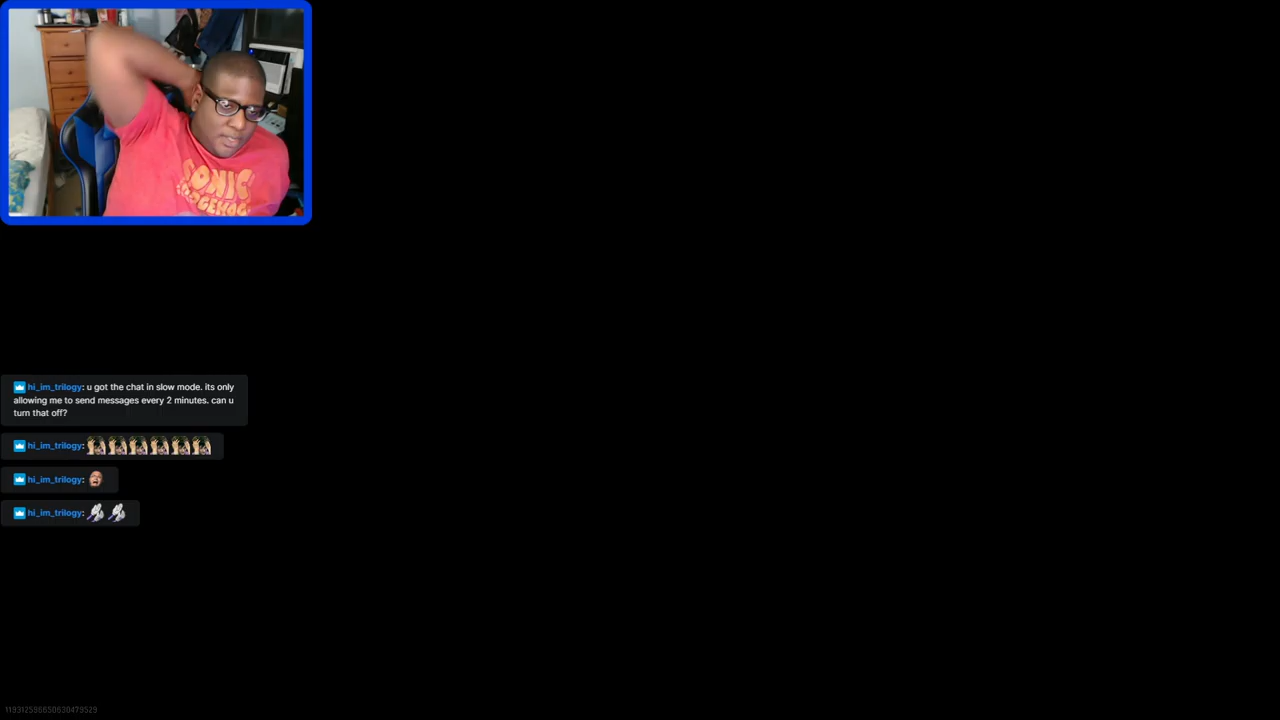 SONIC
hi_im_trilogy: u got the chat in slow mode. its only
allowing me to send messages every 2 minutes. can u
turn that off?
hi_im_trilogy:
hi_im_trilogy:
hi_im_trilogy: